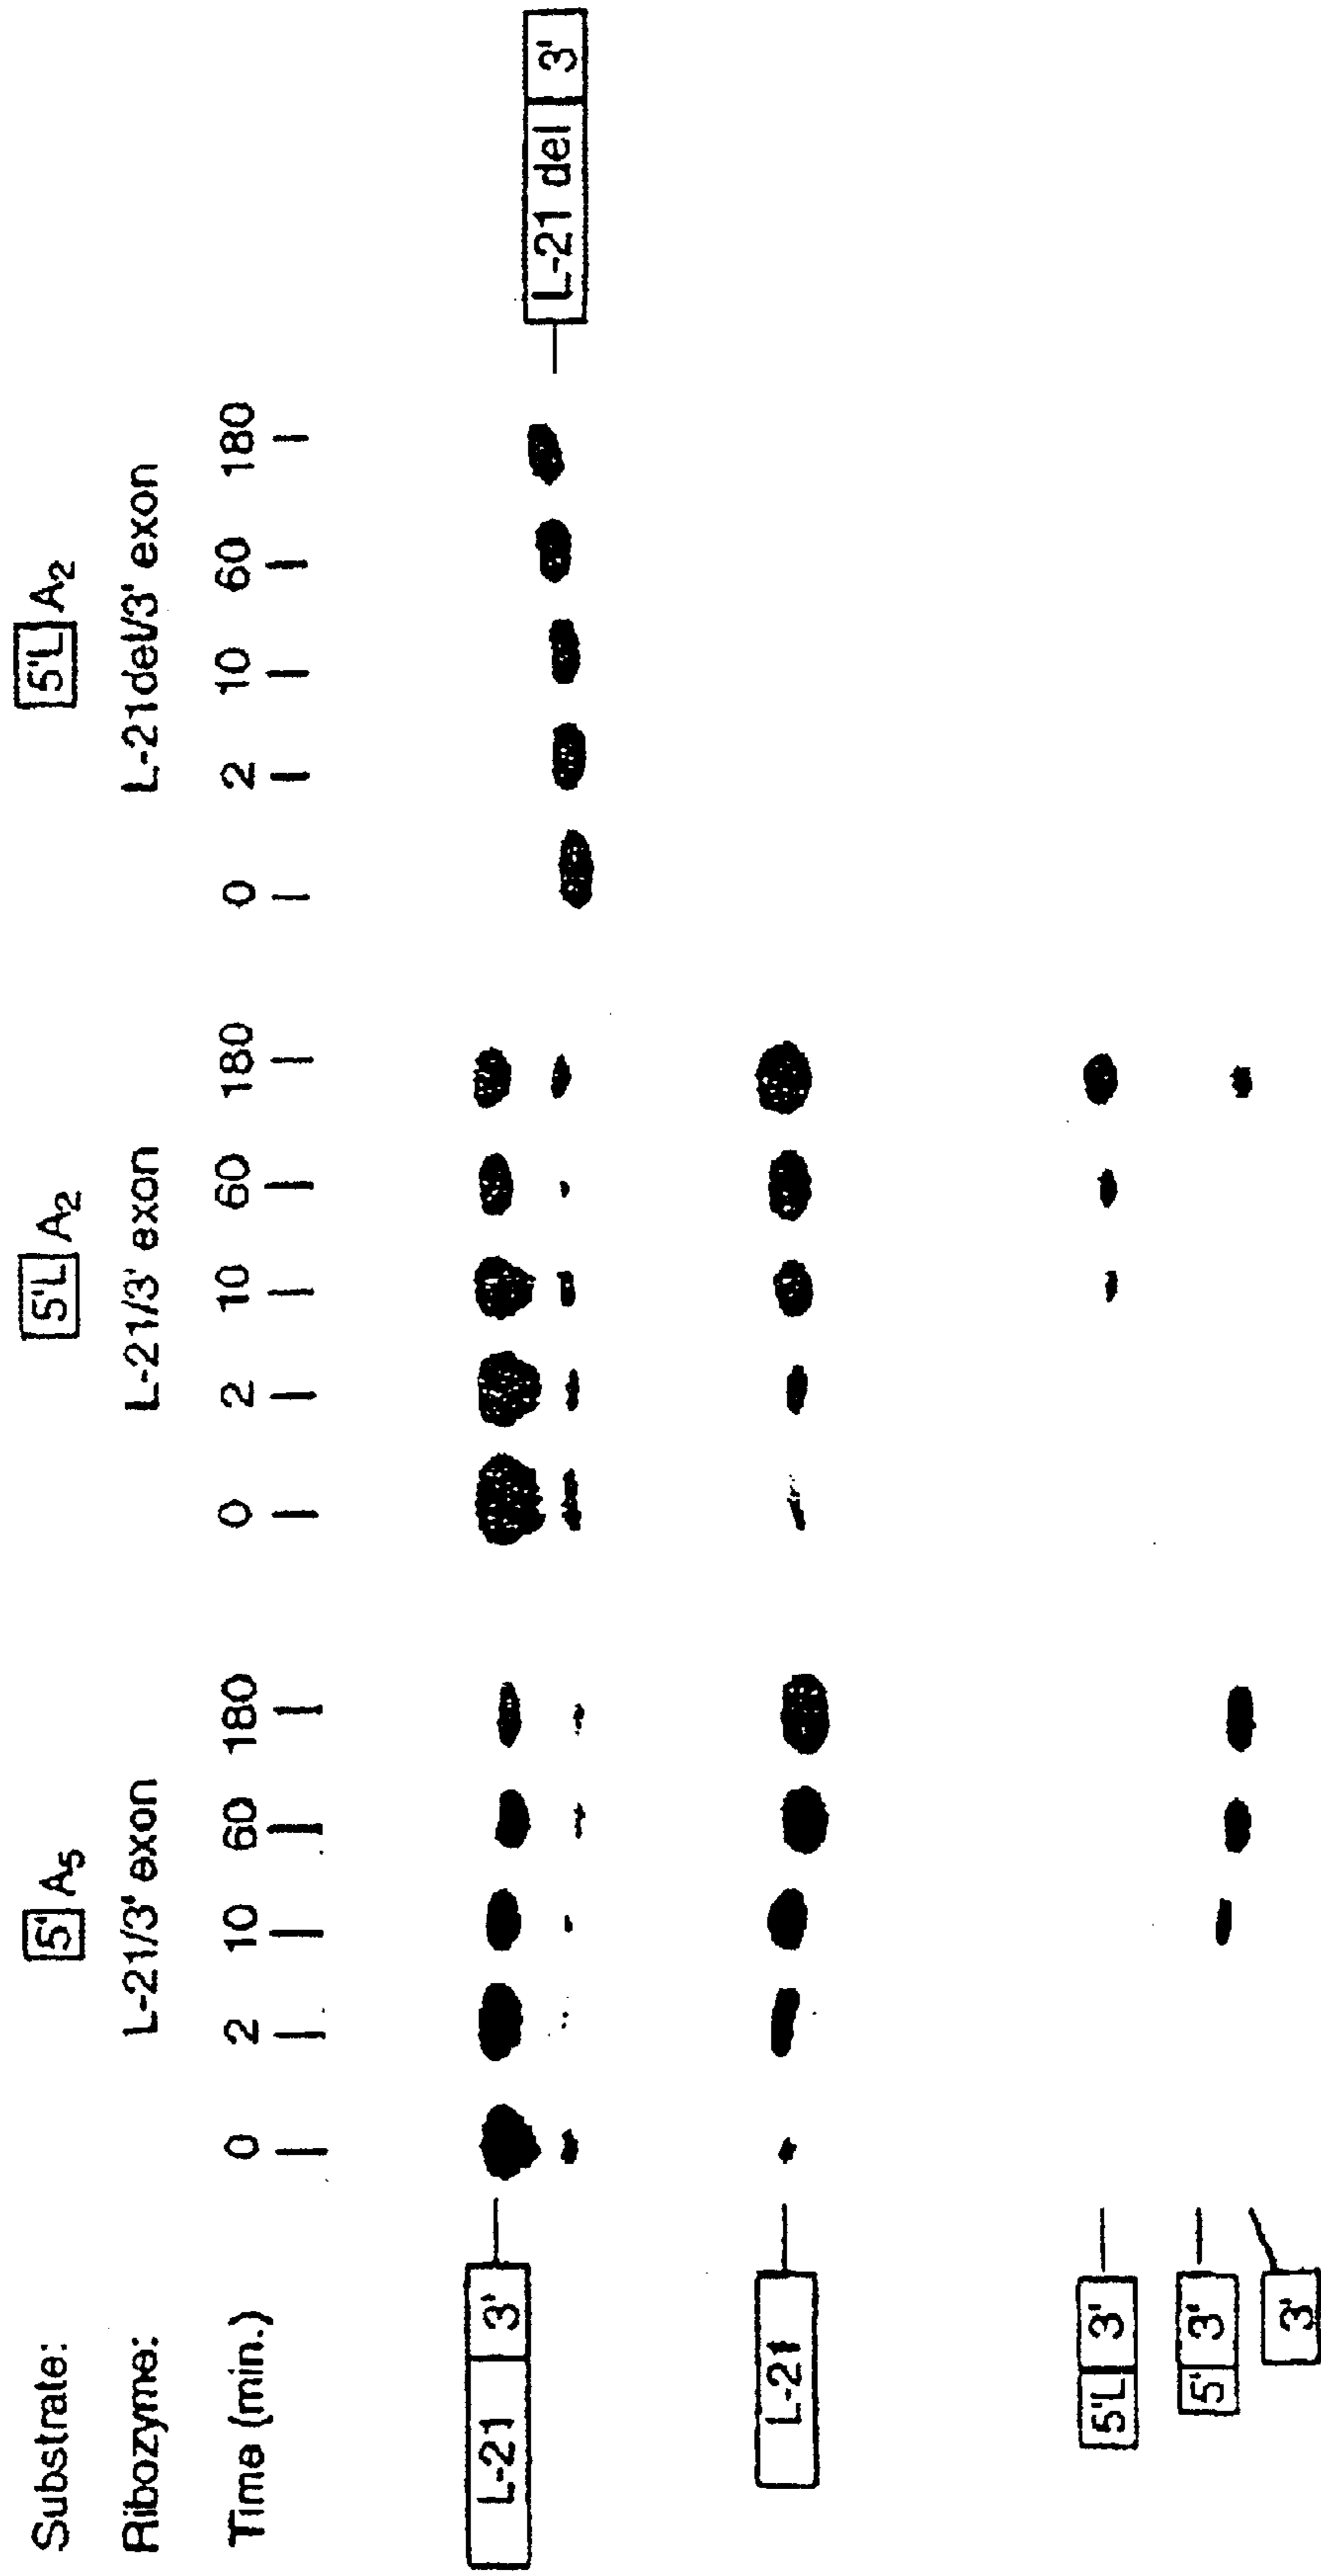 Substrate: 5' A5 5'L A2 5'L A2
Ribozyme: L-21/3' exon L-21/3' exon L-21del/3' exon
Time (min.) 0 2 10 60 180 0 2 10 60 180 0 2 10 60 180
L-21 3'
L-21 del 3'
L-21
5'L 3'
5' 3'
3'